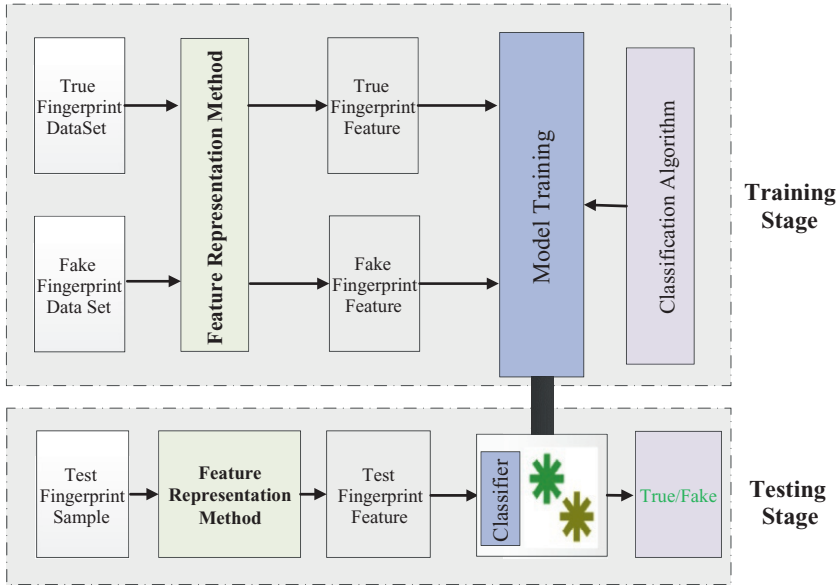 True
Fingerprint
DataSet
Feature Representation Method
True
Fingerprint
Feature
Model Training
Classification Algorithm
Training
Stage
Fake
Fingerprint
Data Set
Fake
Fingerprint
Feature
Test
Fingerprint
Sample
Feature
Representation
Method
Test
Fingerprint
Feature
Classifier
True/Fake
Testing
Stage